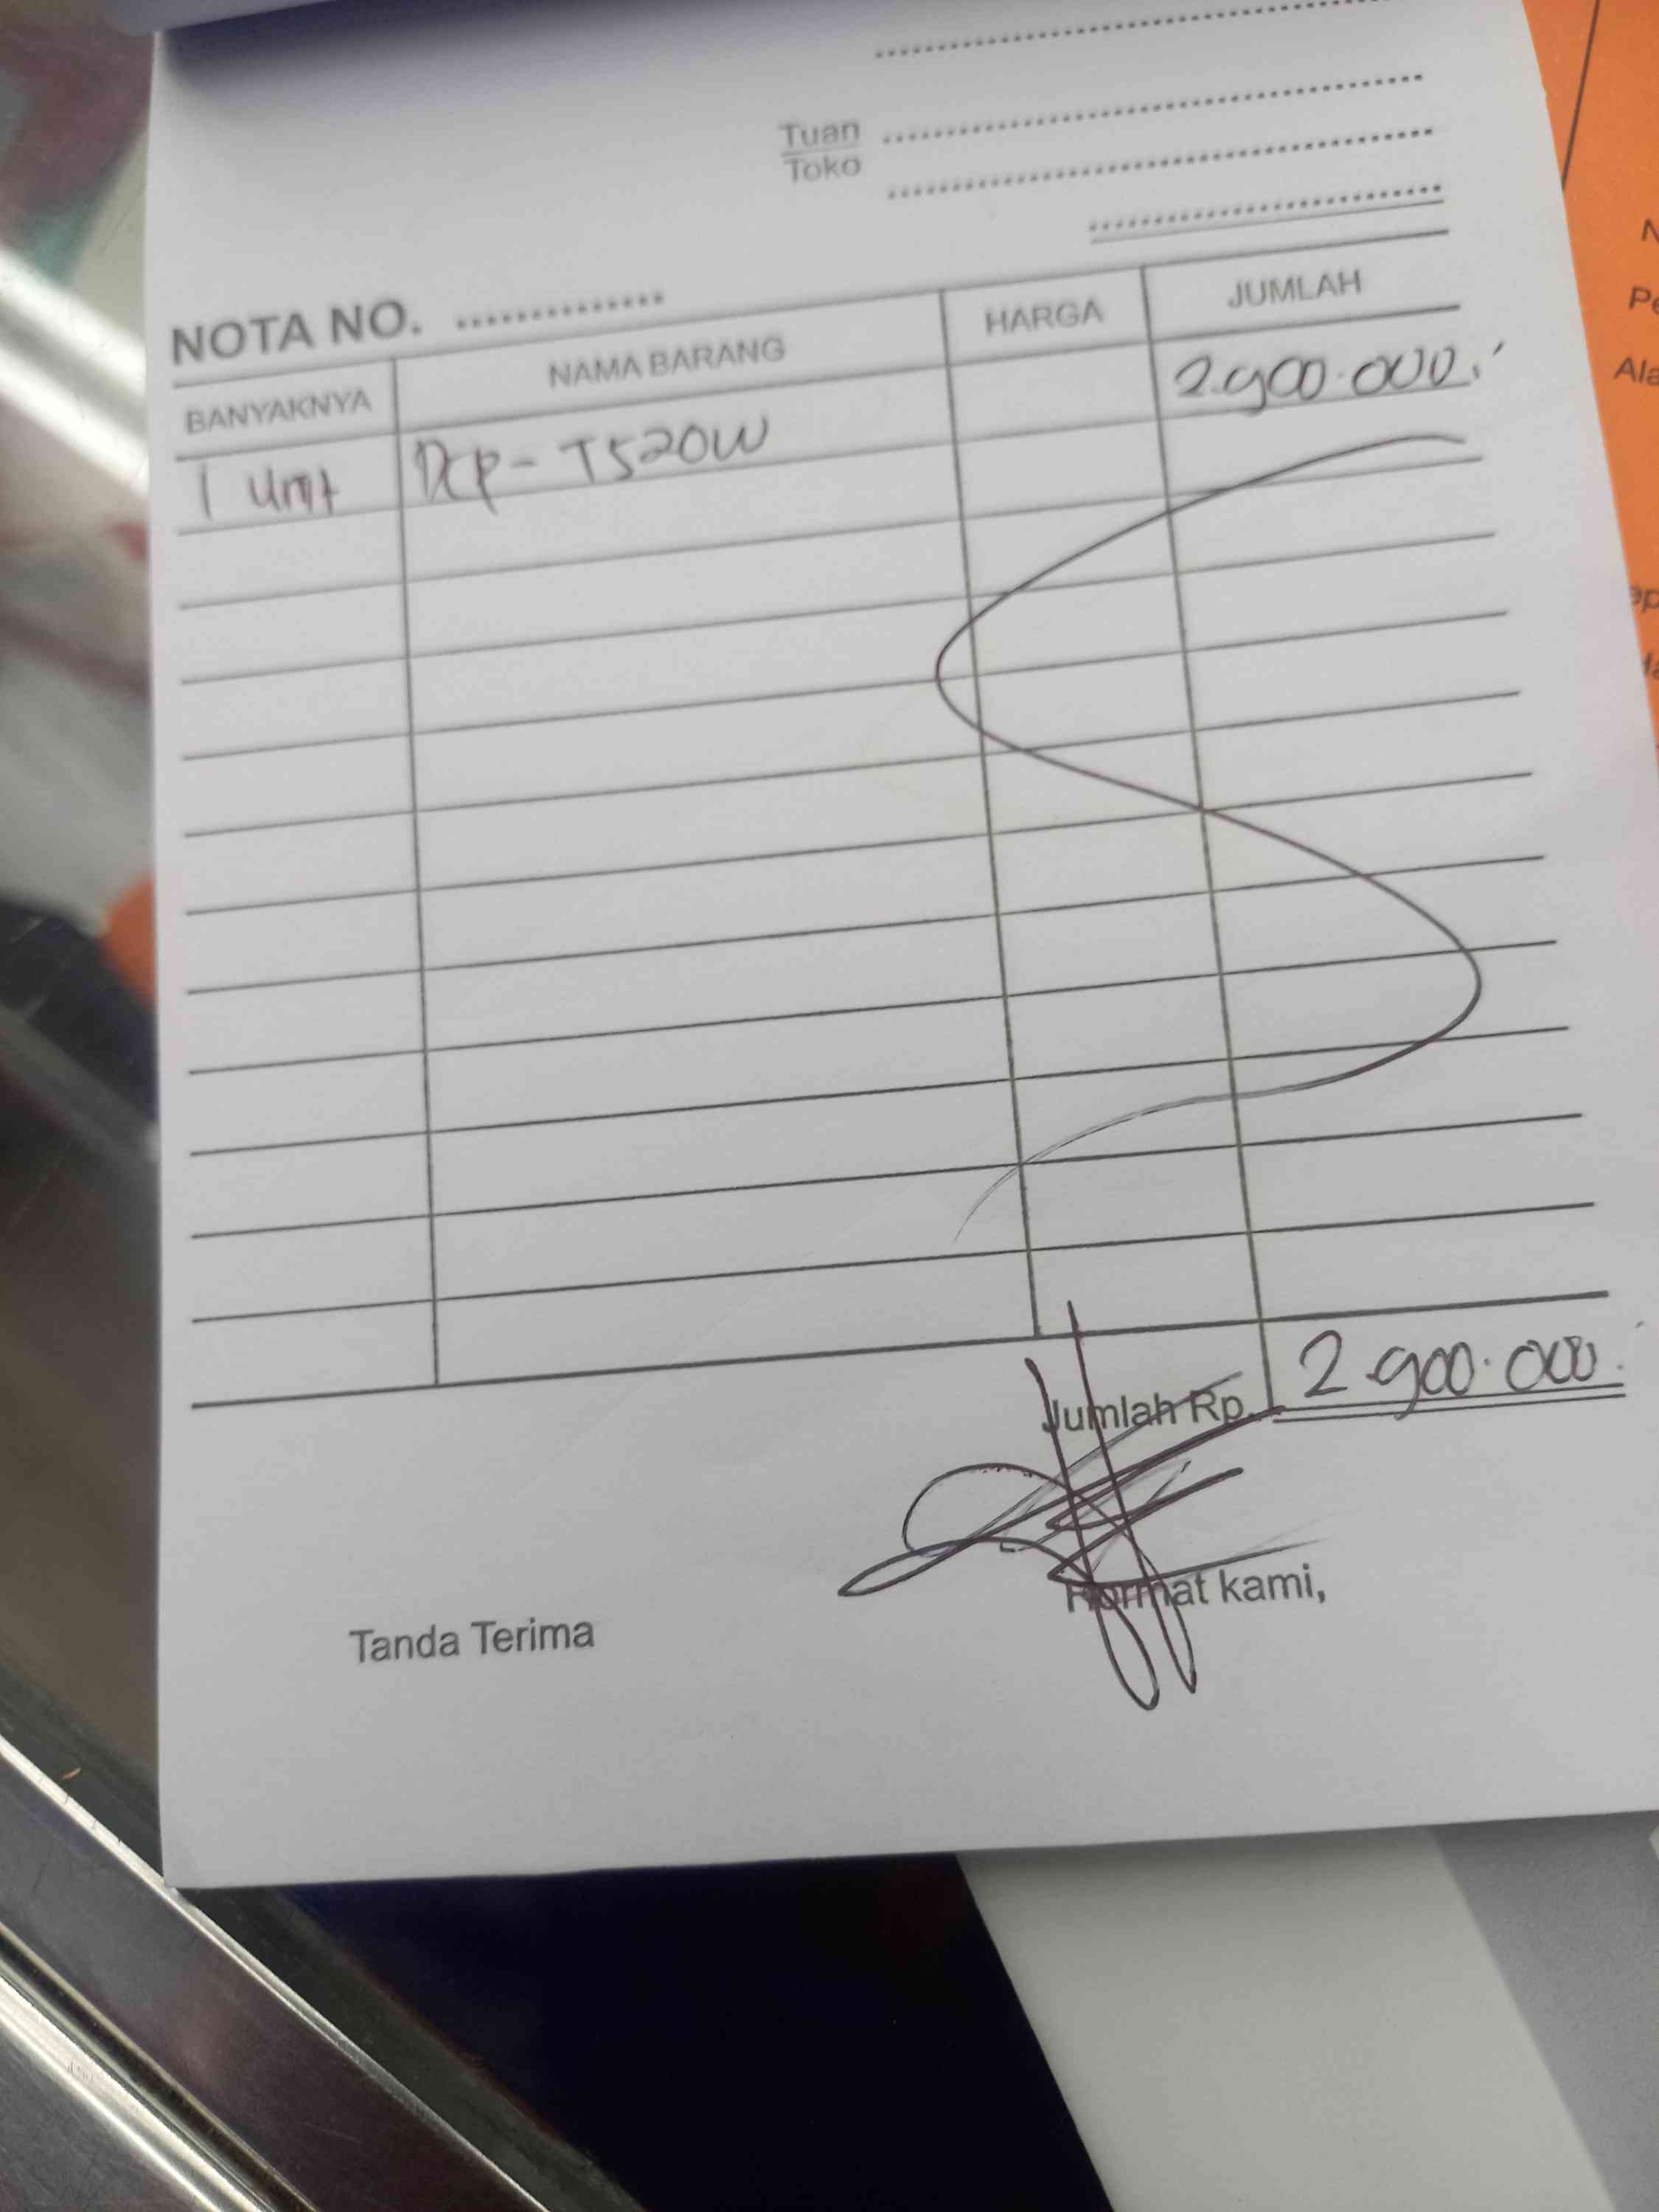 Tuan
Toko
NOTA NO. ..............
BANYAKNYA NAMA BARANG HARGA JUMLAH
1 Unit DCP - T520W 2.900.000.
Jumlah Rp. 2.900.000.
Tanda Terima Hormat kami,